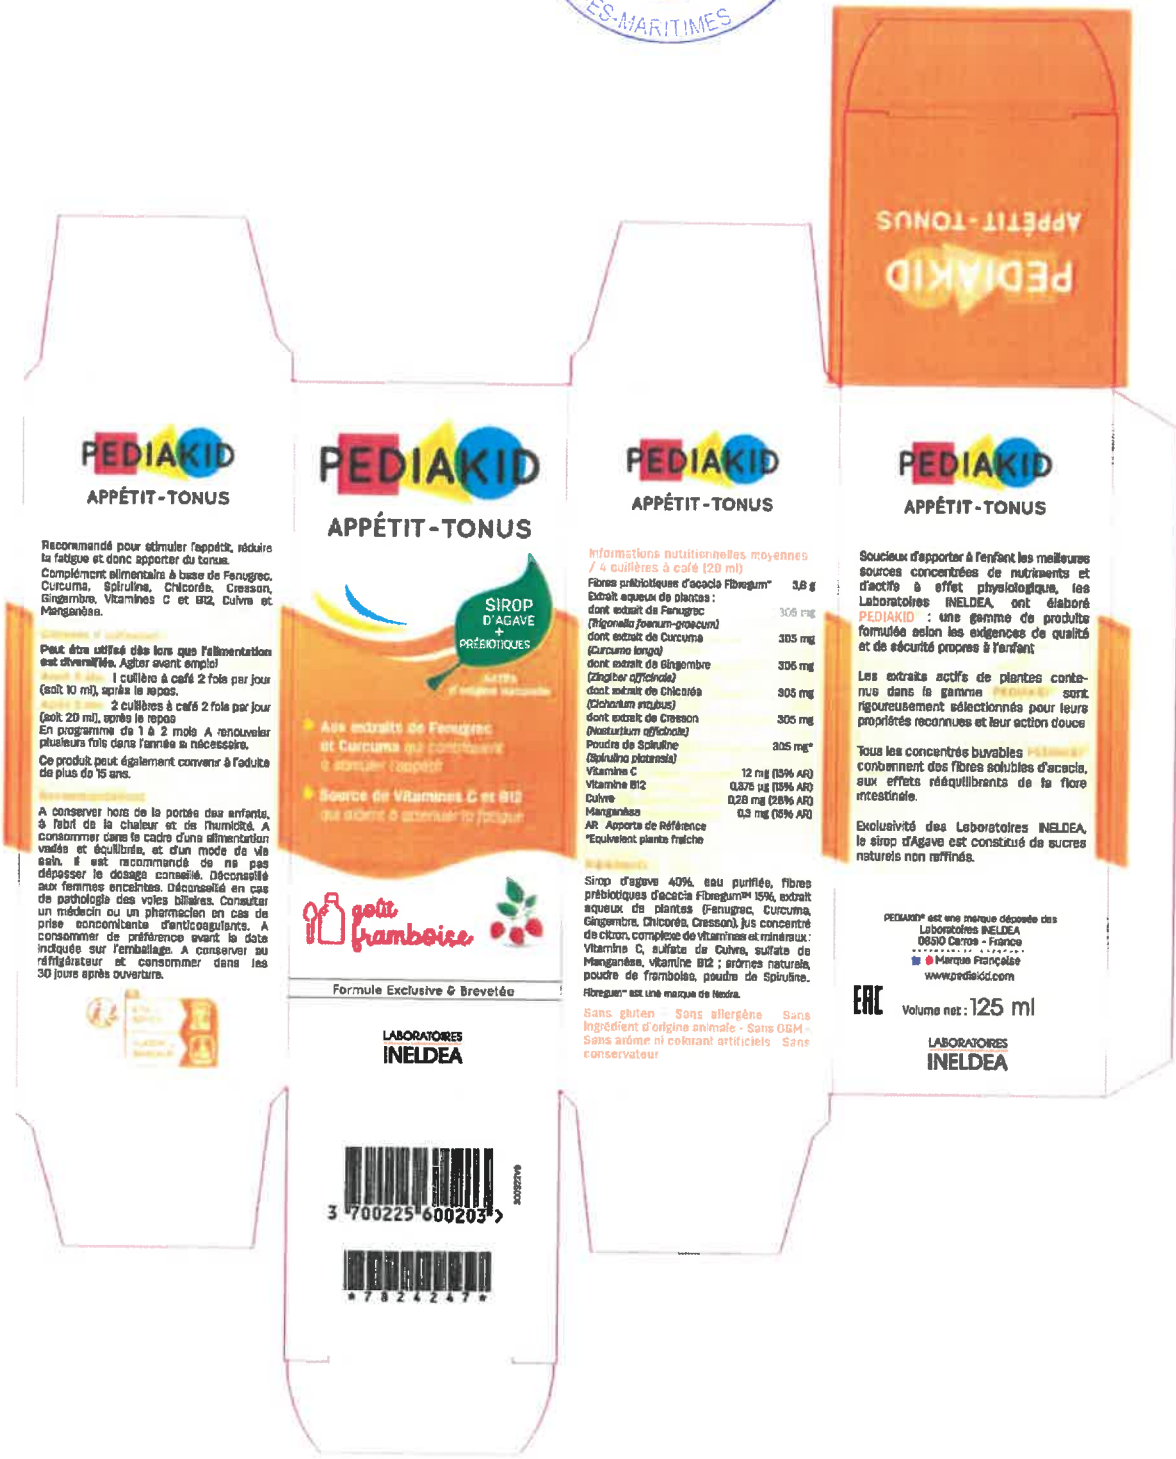 ES-MARITIMES
PEDIAKID
APPÉTIT-TONUS
PEDIAKID
APPÉTIT-TONUS
Recommandé pour stimuler l'appétit, réduire
la fatigue et donc apporter du tonus.
Complément alimentaire à base de Fenugrec,
Curcuma, Spiruline, Chicorée, Cresson,
Gingembre, Vitamines C et B12, Cuivre et
Manganèse.
Conseils d'utilisation
Peut être utilisé dès lors que l'alimentation
est diversifiée. Agiter avant emploi
1 cuillère à café 2 fois par jour
(soit 10 ml), après le repas.
2 cuillères à café 2 fois par jour
(soit 20 ml), après le repas
En programme de 1 à 2 mois A renouveler
plusieurs fois dans l'année si nécessaire.
Ce produit peut également convenir à l'adulte
de plus de 15 ans.
A conserver hors de la portée des enfants,
à l'abri de la chaleur et de l'humidité. A
consommer dans le cadre d'une alimentation
variée et équilibrée, et d'un mode de vie
sain. Il est recommandé de ne pas
dépasser le dosage conseillé. Déconseillé
aux femmes enceintes. Déconseillé en cas
de pathologie des voies biliaires. Consulter
un médecin ou un pharmacien en cas de
prise concomitante d'anticoagulants. A
consommer de préférence avant la date
indiquée sur l'emballage. A conserver au
réfrigérateur et consommer dans les
30 jours après ouverture.
PEDIAKID
APPÉTIT-TONUS
SIROP
D'AGAVE
+
PRÉBIOTIQUES
d'origine naturelle
Aux extraits de Fenugrec
et Curcuma qui contribuent
à stimuler l'appétit
Source de Vitamines C et B12
qui aident à atténuer la fatigue
goût
framboise
Formule Exclusive & Brevetée
LABORATOIRES
INELDEA
3 700225 600203 >
300922V9
*7824247*
PEDIAKID
APPÉTIT-TONUS
Informations nutritionnelles moyennes
/ 4 cuillères à café (20 ml)
Fibres prébiotiques d'acacia Fibregum™ 3,6 g
Extrait aqueux de plantes :
dont extrait de Fenugrec 305 mg
(Trigonella foenum-graecum)
dont extrait de Curcuma 305 mg
(Curcuma longa)
dont extrait de Gingembre 305 mg
(Zingiber officinale)
dont extrait de Chicorée 305 mg
(Cichorium intybus)
dont extrait de Cresson 305 mg
(Nasturtium officinale)
Poudre de Spiruline 305 mg*
(Spirulina platensis)
Vitamine C 12 mg (15% AR)
Vitamine B12 0,375 µg (15% AR)
Cuivre 0,28 mg (28% AR)
Manganèse 0,3 mg (15% AR)
AR Apports de Référence
*Equivalent plante fraîche
Ingrédients
Sirop d'agave 40%, eau purifiée, fibres
prébiotiques d'acacia Fibregum™ 15%, extrait
aqueux de plantes (Fenugrec, Curcuma,
Gingembre, Chicorée, Cresson), jus concentré
de citron, complexe de vitamines et minéraux :
Vitamine C, sulfate de Cuivre, sulfate de
Manganèse, vitamine B12 ; arômes naturels,
poudre de framboise, poudre de Spiruline.
Fibregum™ est une marque de Nexira.
Sans gluten - Sans allergène Sans
ingrédient d'origine animale - Sans OGM -
Sans arôme ni colorant artificiels Sans
conservateur
PEDIAKID
APPÉTIT-TONUS
Soucieux d'apporter à l'enfant les meilleures
sources concentrées de nutriments et
d'actifs à effet physiologique, les
Laboratoires INELDEA, ont élaboré
PEDIAKID : une gamme de produits
formulée selon les exigences de qualité
et de sécurité propres à l'enfant
Les extraits actifs de plantes conte-
nus dans la gamme PEDIAKID sont
rigoureusement sélectionnés pour leurs
propriétés reconnues et leur action douce
Tous les concentrés buvables PEDIAKID
contiennent des fibres solubles d'acacia,
aux effets rééquilibrants de la flore
intestinale.
Exclusivité des Laboratoires INELDEA,
le sirop d'Agave est constitué de sucres
naturels non raffinés.
PEDIAKID® est une marque déposée des
Laboratoires INELDEA
06510 Carros - France
Marque Française
www.pediakid.com
EAC
Volume net : 125 ml
LABORATOIRES
INELDEA